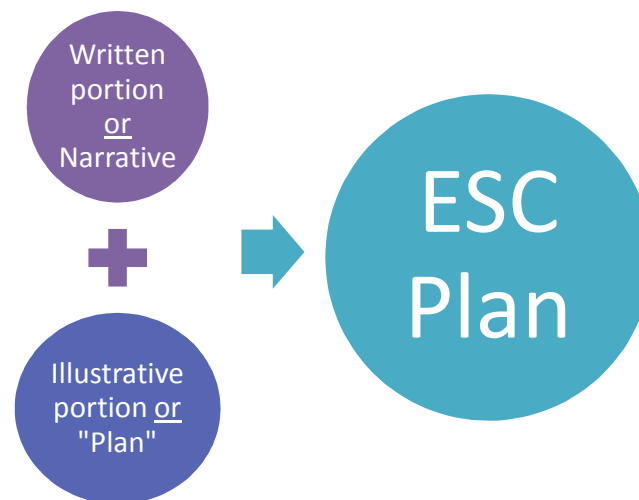 Written
portion
or
Narrative
Illustrative
portion or
"Plan"
ESC
Plan